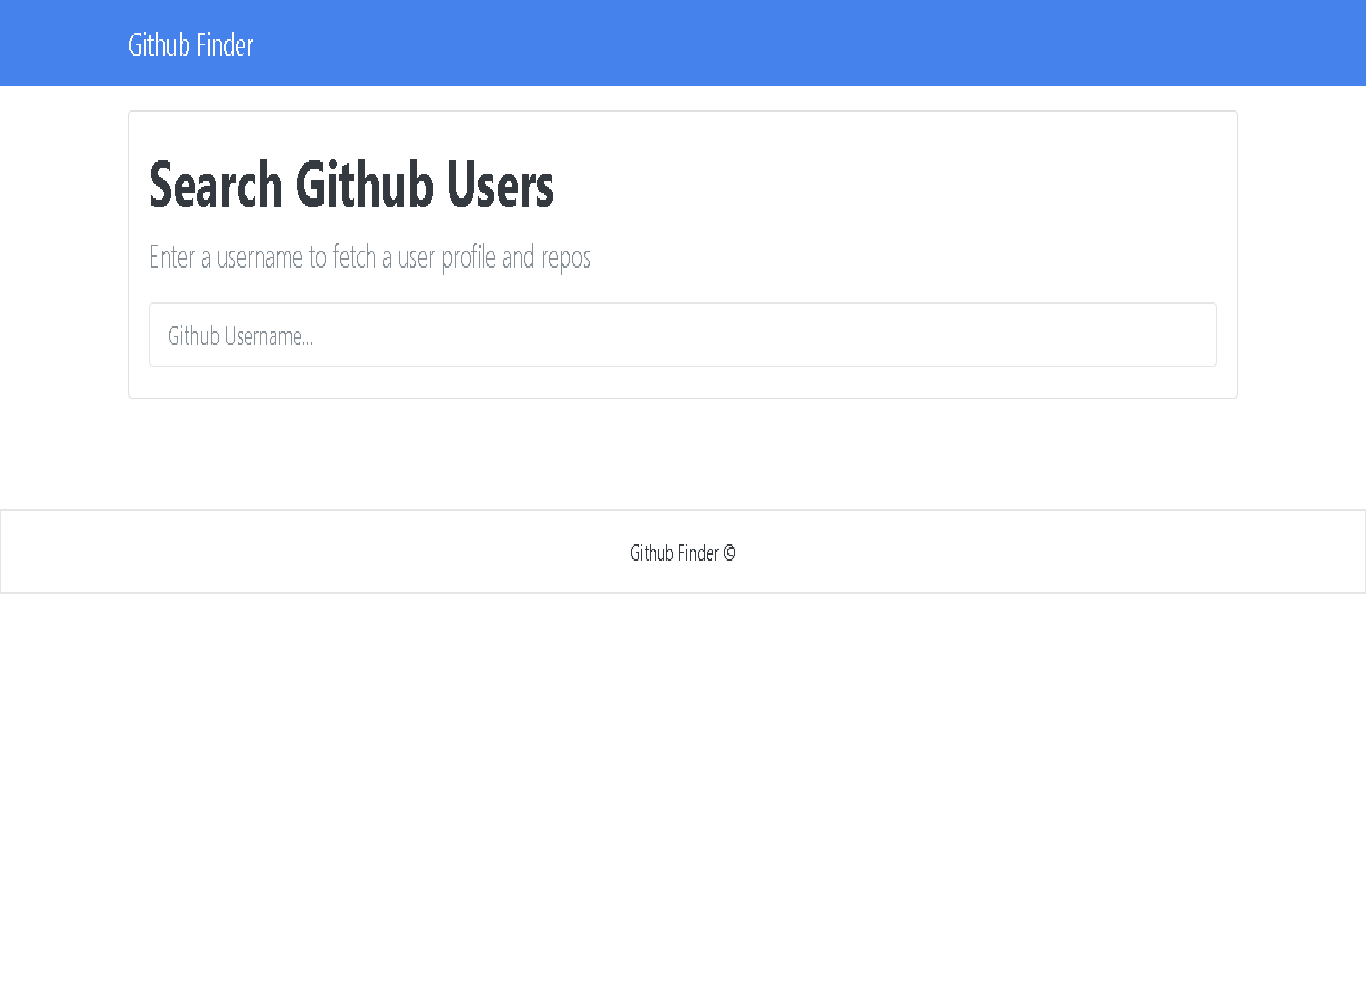 Github Finder
Search Github Users
Enter a username to fetch a user profile and repos
Github Username...
Github Finder ©